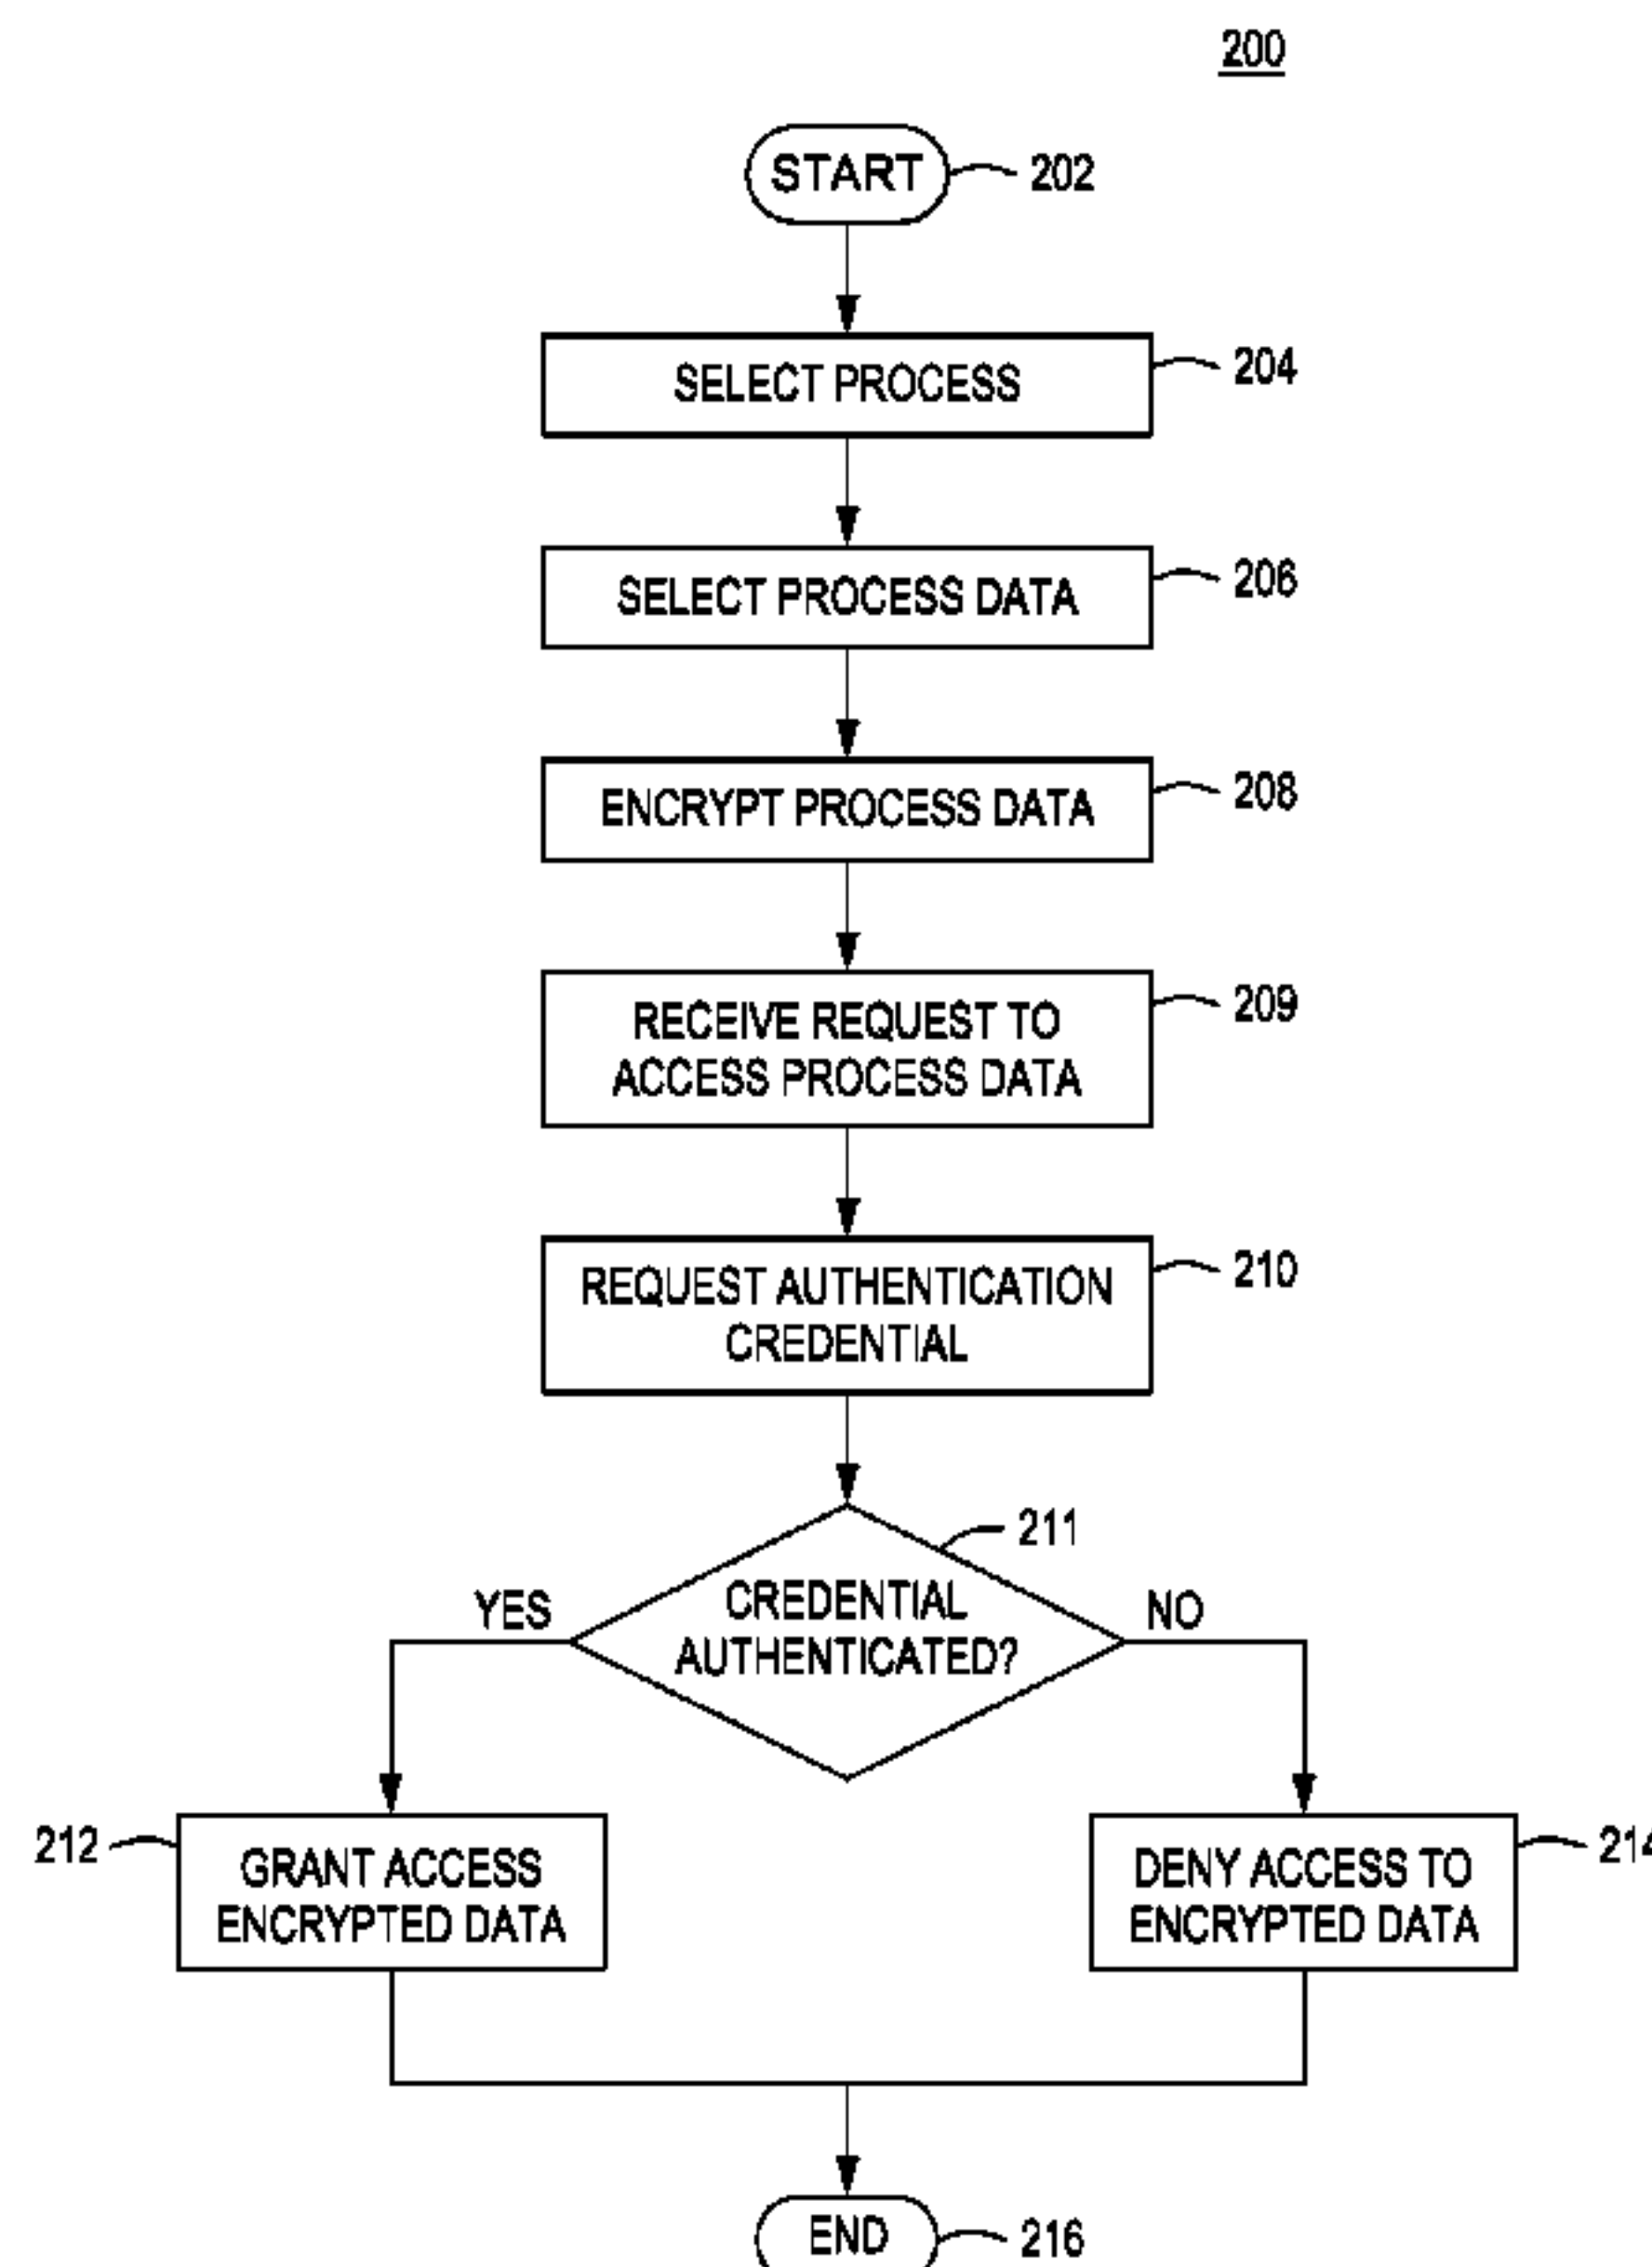 200
START
202
SELECT PROCESS
204
SELECT PROCESS DATA
206
ENCRYPT PROCESS DATA
208
RECEIVE REQUEST TO
ACCESS PROCESS DATA
209
REQUEST AUTHENTICATION
CREDENTIAL
210
211
CREDENTIAL
AUTHENTICATED?
YES
NO
212
GRANT ACCESS
ENCRYPTED DATA
DENY ACCESS TO
ENCRYPTED DATA
214
END
216